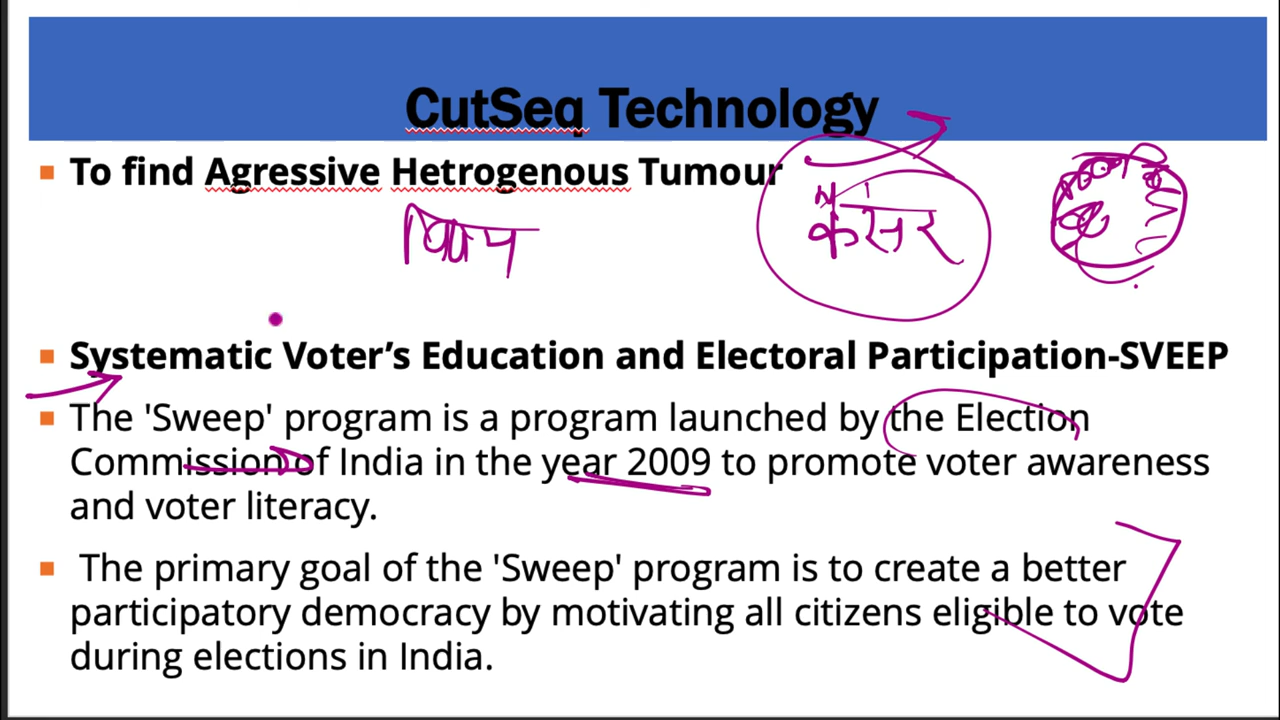 CutSeq Technology
To find Agressive Hetrogenous Tumour
कैंसर
Systematic Voter's Education and Electoral Participation-SVEEP
The 'Sweep' program is a program launched by the Election
Commission of India in the year 2009 to promote voter awareness
and voter literacy.
The primary goal of the 'Sweep' program is to create a better
participatory democracy by motivating all citizens eligible to vote
during elections in India.